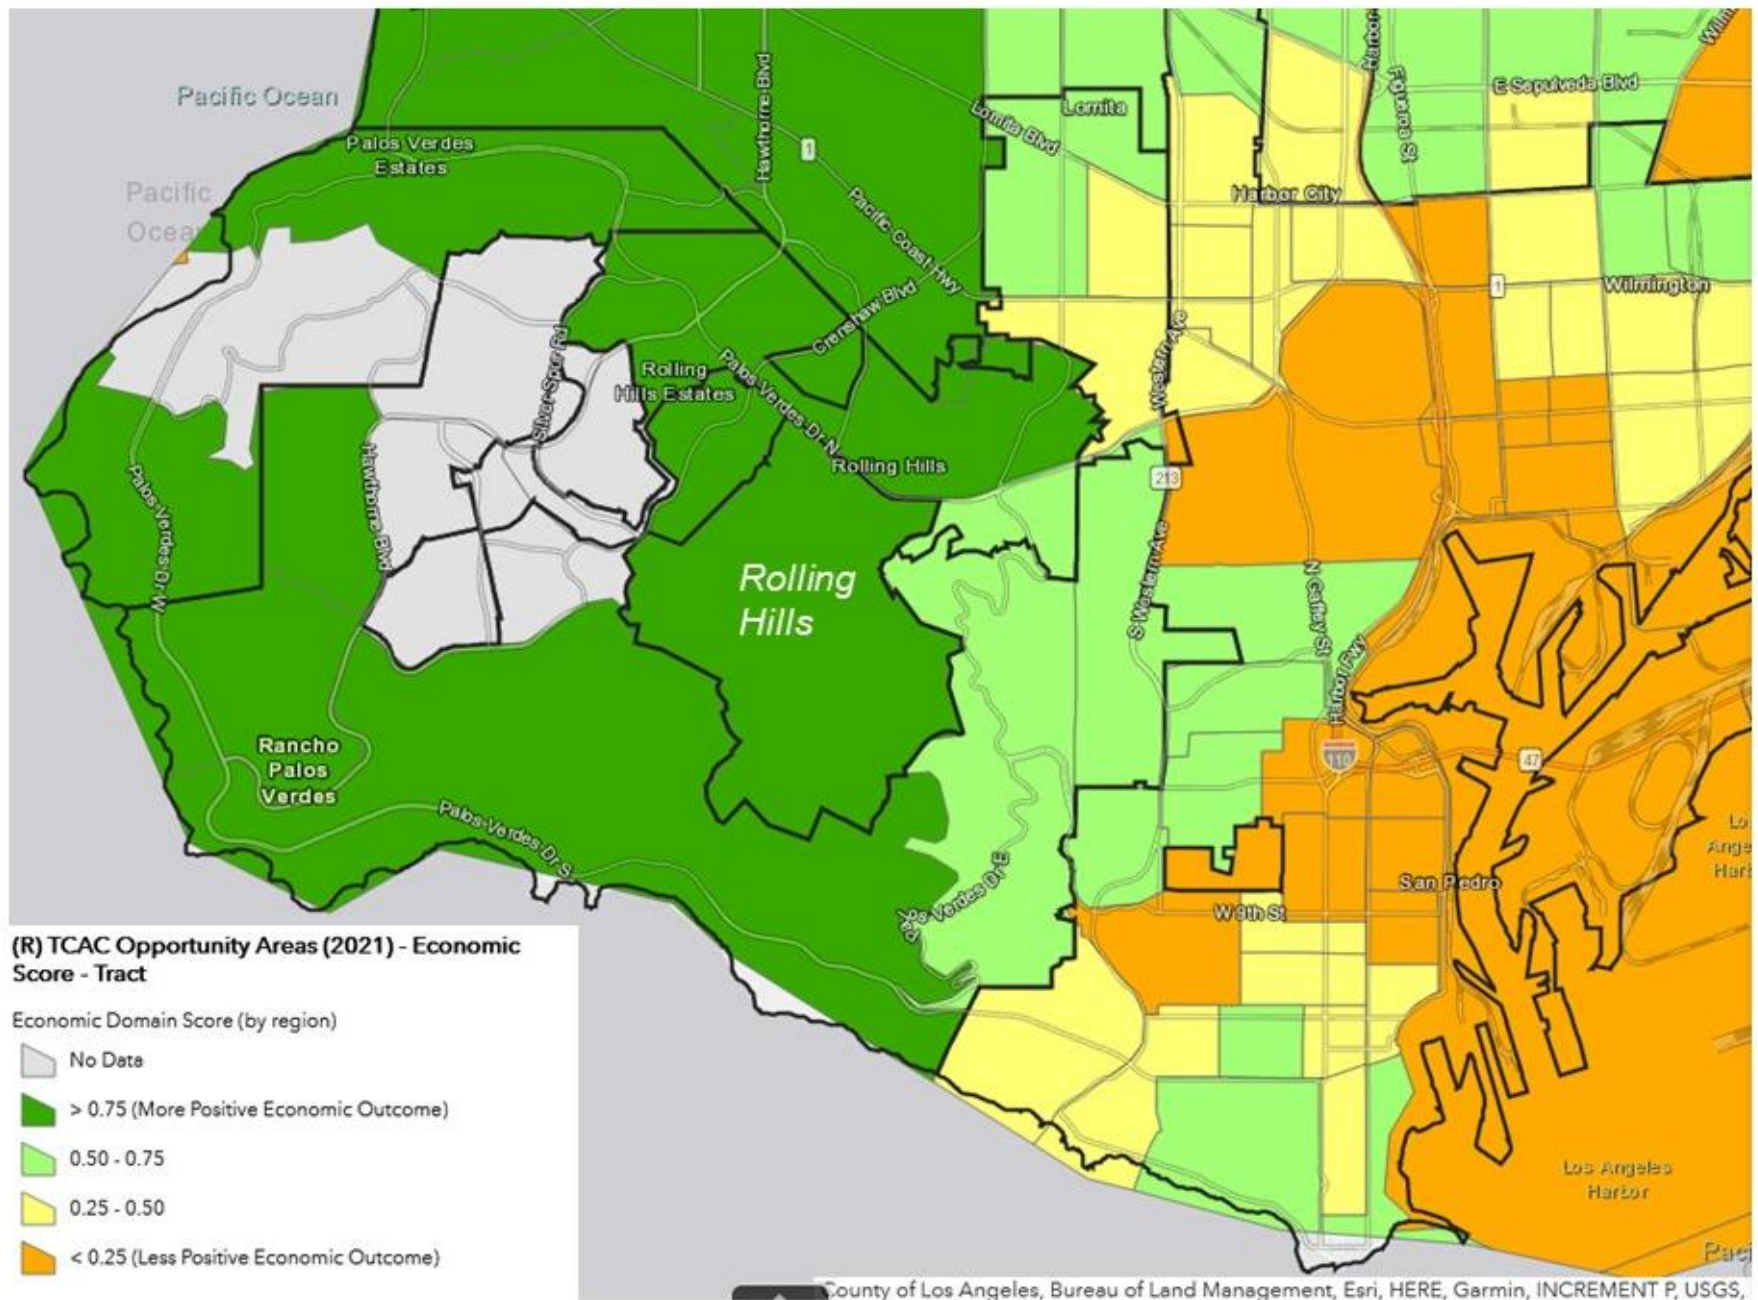 Pacific Ocean
Palos Verdes
Estates
Pacific
Hawthorne Blvd
1
Lomita Blvd
Lomita
Figueroa St
E Sepulveda Blvd
Harbor City
Pacific Coast Hwy
1
Wilmington
Crenshaw Blvd
Western Ave
Silver Spur Rd
Rolling
Hills Estates
Palos Verdes Dr N
Rolling Hills
213
Hawthorne Blvd
Palos Verdes Dr W
Rolling
Hills
S Western Ave
N Gaffey St
Harbor Fwy
110
47
Rancho
Palos
Verdes
Palos Verdes Dr S
Palos Verdes Dr E
San Pedro
W 9th St
Los Angeles
Harbor
(R) TCAC Opportunity Areas (2021) - Economic
Score - Tract
Economic Domain Score (by region)
No Data
> 0.75 (More Positive Economic Outcome)
0.50 - 0.75
0.25 - 0.50
< 0.25 (Less Positive Economic Outcome)
County of Los Angeles, Bureau of Land Management, Esri, HERE, Garmin, INCREMENT P, USGS,